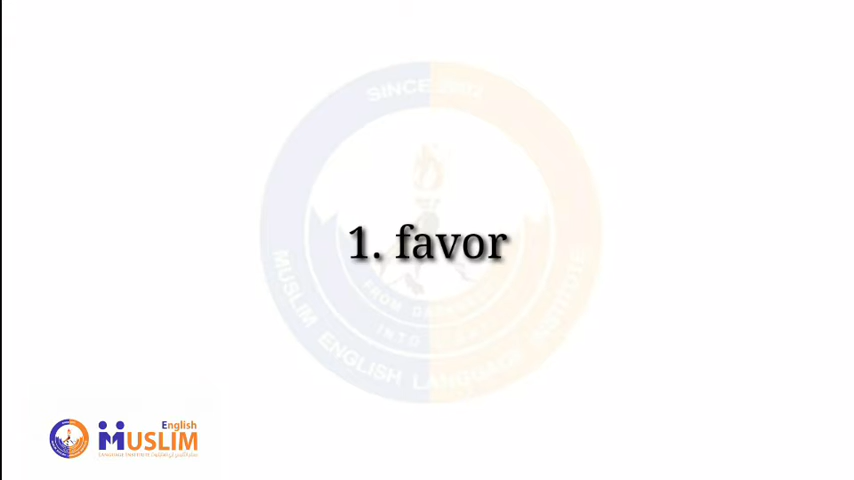 SINCE
1. favor
FROM
INTO
MUSLIM ENGLISH LANGUAGE INSTITUTE
English
MUSLIM